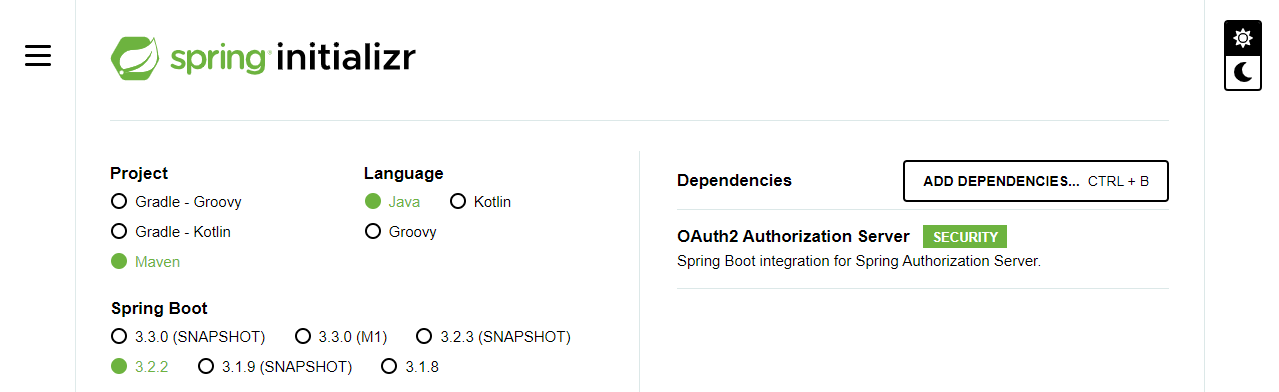 spring initializr
Project
Gradle - Groovy
Gradle - Kotlin
Maven
Language
Java Kotlin
Groovy
Spring Boot
3.3.0 (SNAPSHOT) 3.3.0 (M1) 3.2.3 (SNAPSHOT)
3.2.2 3.1.9 (SNAPSHOT) 3.1.8
Dependencies
ADD DEPENDENCIES... CTRL + B
OAuth2 Authorization Server SECURITY
Spring Boot integration for Spring Authorization Server.